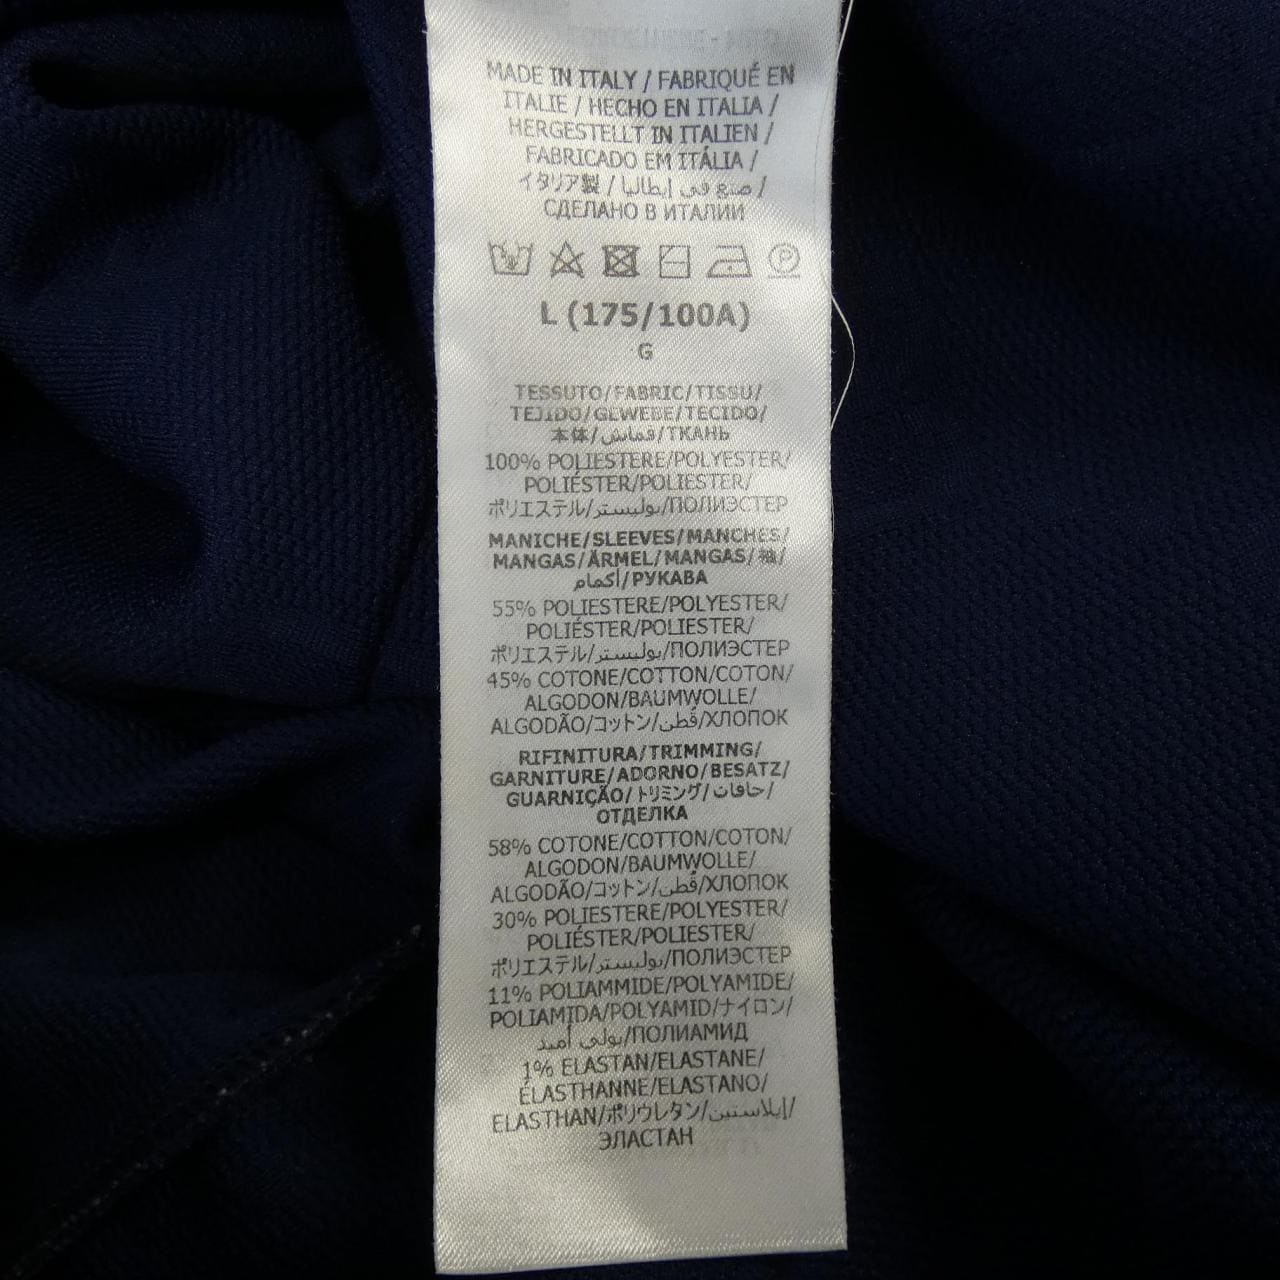 MADE IN ITALY / FABRIQUÉ EN
ITALIE / HECHO EN ITALIA /
HERGESTELLT IN ITALIEN /
FABRICADO EM ITÁLIA /
イタリア製 / صنع في إيطاليا /
СДЕЛАНО В ИТАЛИИ
P
L (175/100A)
G
TESSUTO/FABRIC/TISSU/
TEJIDO/GEWEBE/TECIDO/
本体/قماش/ТКАНЬ
100% POLIESTERE/POLYESTER/
POLIÉSTER/POLIESTER/
ポリエステル/بوليستر/ПОЛИЭСТЕР
MANICHE/SLEEVES/MANCHES/
MANGAS/ÄRMEL/MANGAS/袖/
أكمام/РУКАВА
55% POLIESTERE/POLYESTER/
POLIÉSTER/POLIESTER/
ポリエステル/بوليستر/ПОЛИЭСТЕР
45% COTONE/COTTON/COTON/
ALGODON/BAUMWOLLE/
ALGODÃO/コットン/قطن/ХЛОПОК
RIFINITURA/TRIMMING/
GARNITURE/ADORNO/BESATZ/
GUARNIÇÃO/トリミング/حافات/
ОТДЕЛКА
58% COTONE/COTTON/COTON/
ALGODON/BAUMWOLLE/
ALGODÃO/コットン/قطن/ХЛОПОК
30% POLIESTERE/POLYESTER/
POLIÉSTER/POLIESTER/
ポリエステル/بوليستر/ПОЛИЭСТЕР
11% POLIAMMIDE/POLYAMIDE/
POLIAMIDA/POLYAMID/ナイロン/
بولي أميد/ПОЛИАМИД
1% ELASTAN/ELASTANE/
ÉLASTHANNE/ELASTANO/
ELASTHAN/ポリウレタン/إيلاستين/
ЭЛАСТАН